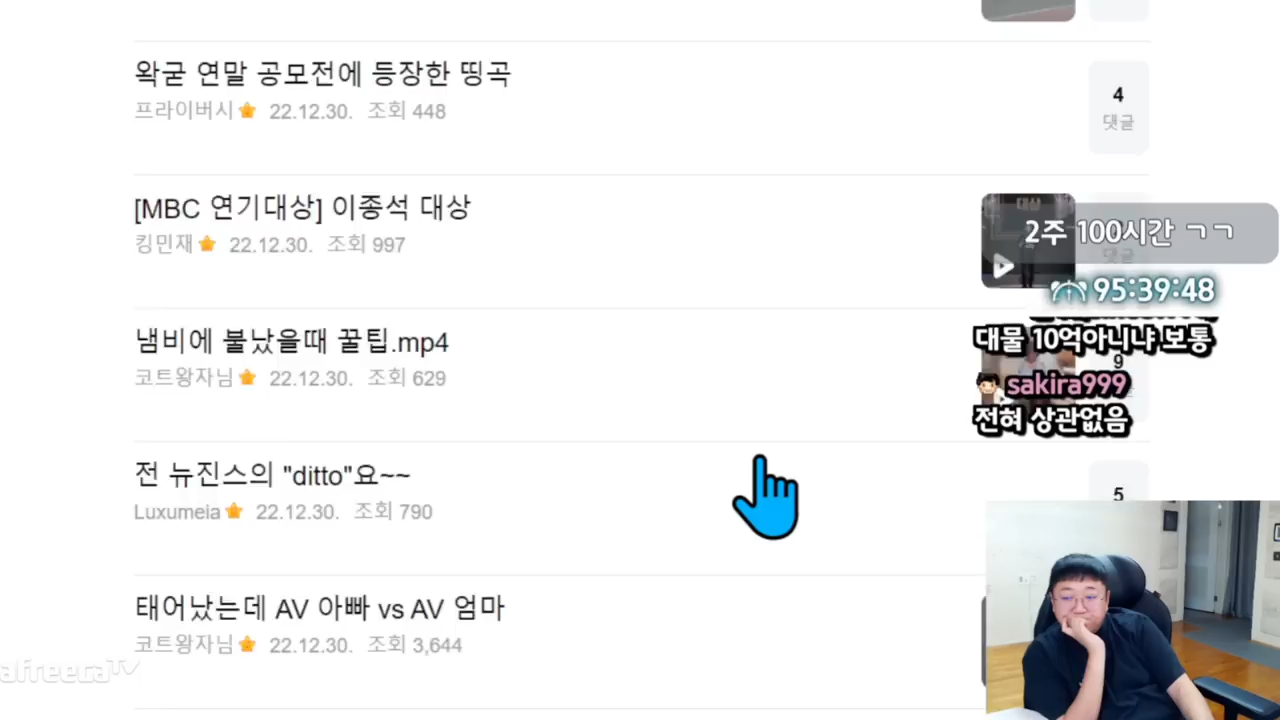 왁굳 연말 공모전에 등장한 띵곡
프라이버시 22.12.30. 조회 448
4
댓글
[MBC 연기대상] 이종석 대상
킹민재 22.12.30. 조회 997
대상
2주 100시간 ㄱㄱ
댓글
95:39:48
냄비에 불났을때 꿀팁.mp4
코트왕자님 22.12.30. 조회 629
대물 10억아니냐 보통
9
sakira999
전혀 상관없음
전 뉴진스의 "ditto"요~~
Luxumeia 22.12.30. 조회 790
5
태어났는데 AV 아빠 vs AV 엄마
코트왕자님 22.12.30. 조회 3,644
afreecaTV